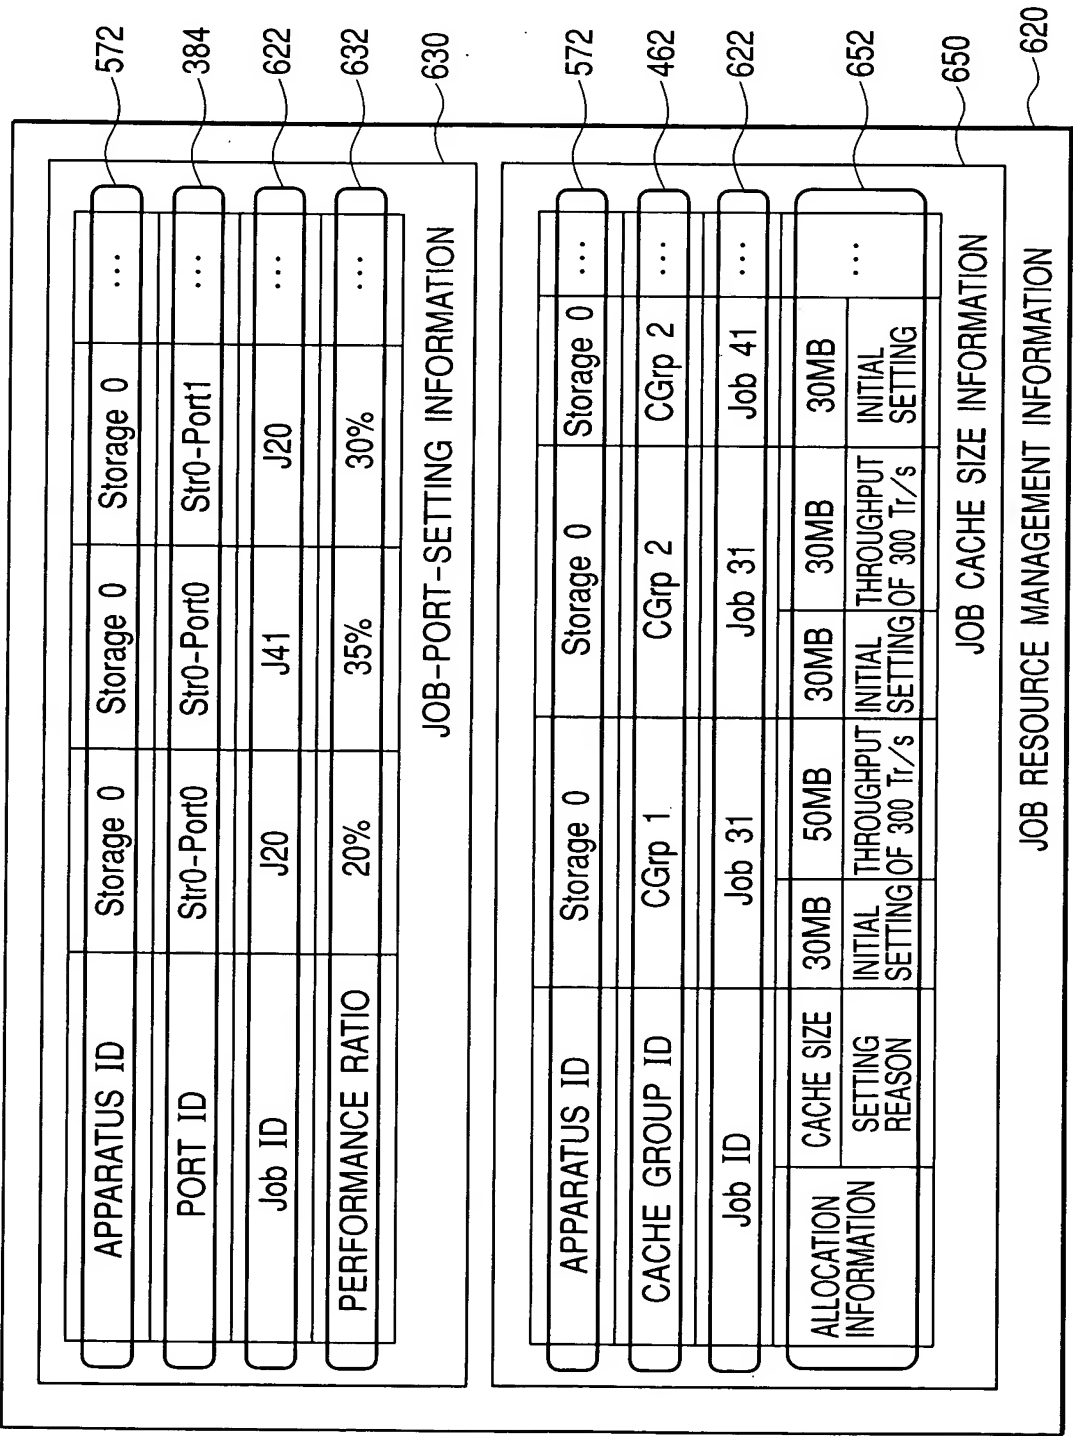 APPARATUS ID Storage 0 Storage 0 Storage 0 ... 572
PORT ID Str0-Port0 Str0-Port0 Str0-Port1 ... 384
Job ID J20 J41 J20 ... 622
PERFORMANCE RATIO 20% 35% 30% ... 632
JOB-PORT-SETTING INFORMATION 630
APPARATUS ID Storage 0 Storage 0 Storage 0 ... 572
CACHE GROUP ID CGrp 1 CGrp 2 CGrp 2 ... 462
Job ID Job 31 Job 31 Job 41 ... 622
ALLOCATION INFORMATION
CACHE SIZE 30MB 50MB 30MB 30MB 30MB ... 652
SETTING REASON
INITIAL SETTING
THROUGHPUT OF 300 Tr/s
INITIAL SETTING
THROUGHPUT OF 300 Tr/s
INITIAL SETTING
JOB CACHE SIZE INFORMATION 650
JOB RESOURCE MANAGEMENT INFORMATION 620